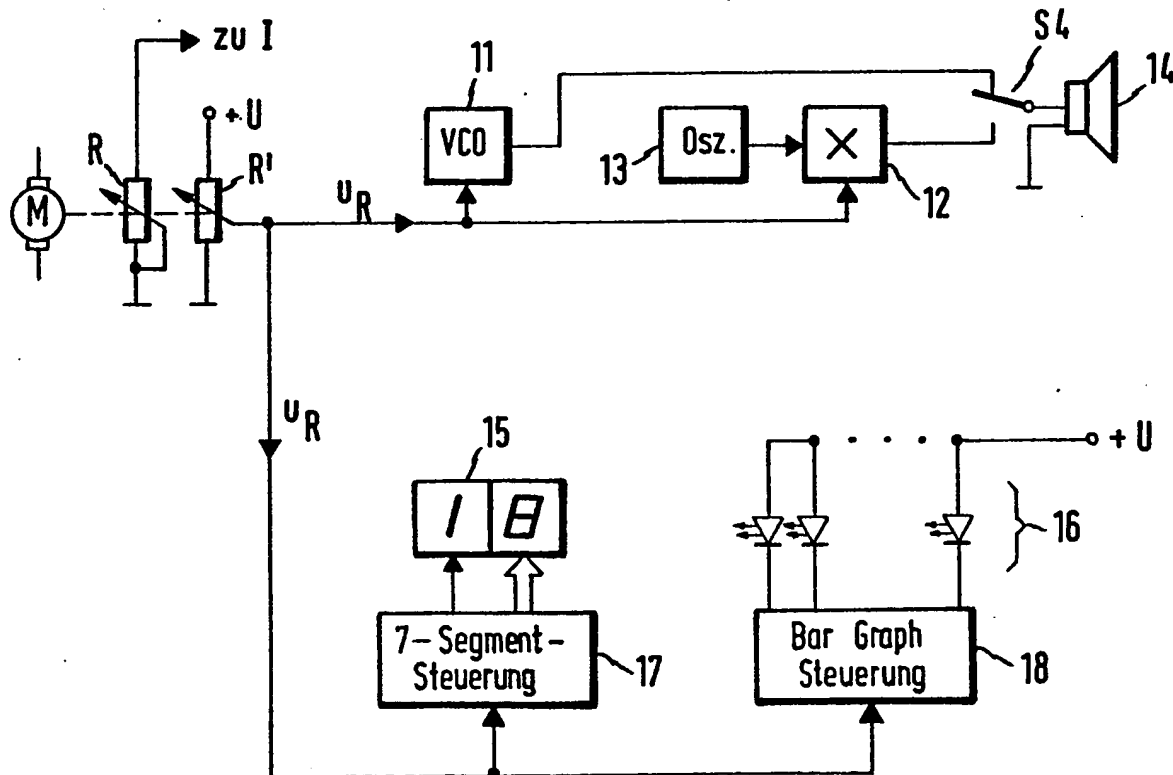 zu I
11
S4
14
+U
VCO
13
Osz.
X
12
R
R'
M
u_R
u_R
15
18
+ U
16
7-Segment-
Steuerung
17
Bar Graph
Steuerung
18